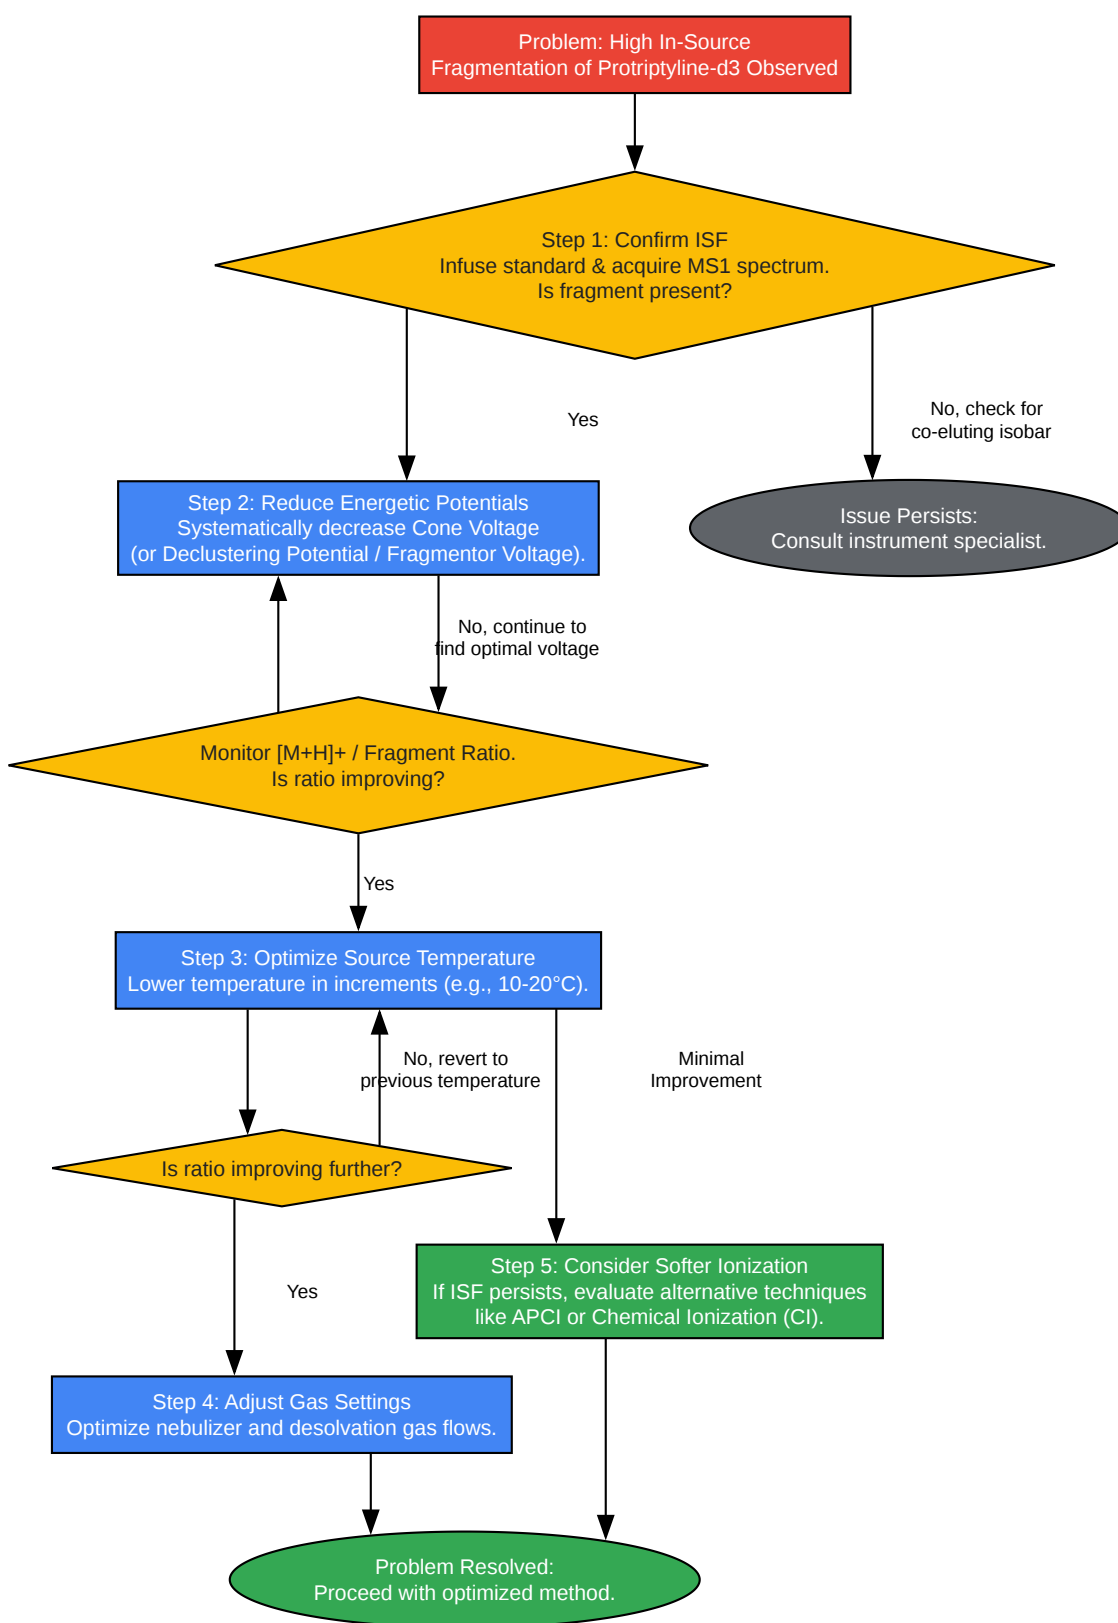 Problem: High In-Source
Fragmentation of Protriptyline-d3 Observed
Step 1: Confirm ISF
Infuse standard & acquire MS1 spectrum.
Is fragment present?
Yes
No, check for
co-eluting isobar
Step 2: Reduce Energetic Potentials
Systematically decrease Cone Voltage
(or Declustering Potential / Fragmentor Voltage).
Issue Persists:
Consult instrument specialist.
No, continue to
find optimal voltage
Monitor [M+H]+ / Fragment Ratio.
Is ratio improving?
Yes
Step 3: Optimize Source Temperature
Lower temperature in increments (e.g., 10-20°C).
No, revert to
previous temperature
Minimal
Improvement
Is ratio improving further?
Yes
Step 5: Consider Softer Ionization
If ISF persists, evaluate alternative techniques
like APCI or Chemical Ionization (CI).
Step 4: Adjust Gas Settings
Optimize nebulizer and desolvation gas flows.
Problem Resolved:
Proceed with optimized method.